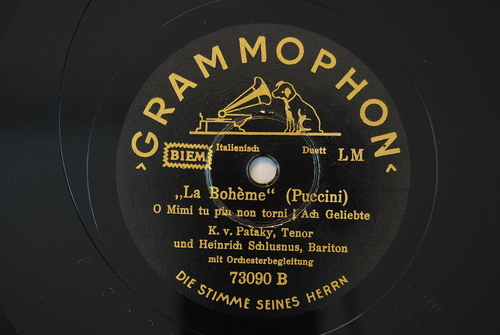 ›GRAMMOPHON‹
BIEM Italienisch Duett LM
„La Bohème“ (Puccini)
O Mimi tu piu non torni | Ach Geliebte
K. v. Pataky, Tenor
und Heinrich Schlusnus, Bariton
mit Orchesterbegleitung
73090 B
DIE STIMME SEINES HERRN